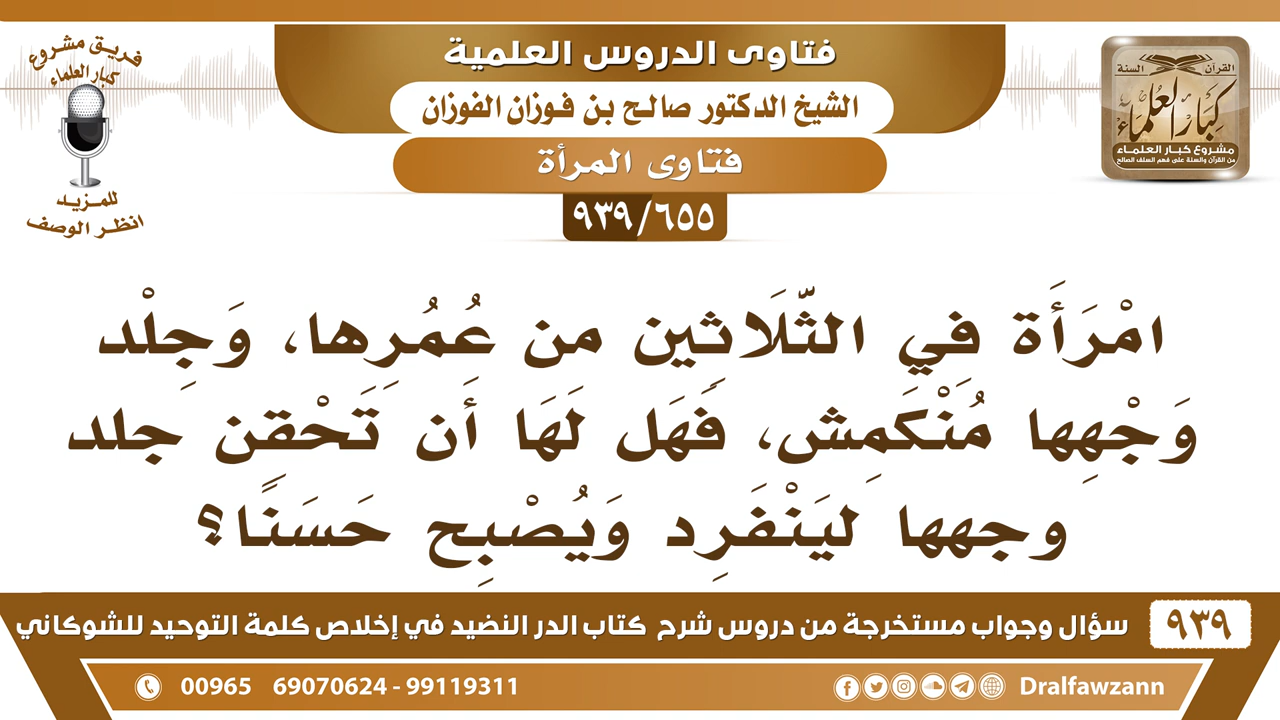 فتاوى الدروس العلمية
الشيخ الدكتور صالح بن فوزان الفوزان
فتاوى المرأة
٦٥٥/ ٩٣٩
فريق مشروع
كبار العلماء
للمزيد
انظر الوصف
القرآن السنة
كبار العلماء
مشروع كبار العلماء
من القرآن والسنة على فهم السلف الصالح
امْرَأَة في الثَّلَاثين من عُمُرِها، وَجِلْد
وَجْهِها مُنْكَمِش، فَهَل لَهَا أَن تَحْقِن جلد
وجهها ليَنْفَرِد وَيُصْبِح حَسَنًا؟
٩٣٩
سؤال وجواب مستخرجة من دروس شرح كتاب الدر النضيد في إخلاص كلمة التوحيد للشوكاني
00965 69070624 - 99119311
Dralfawzann